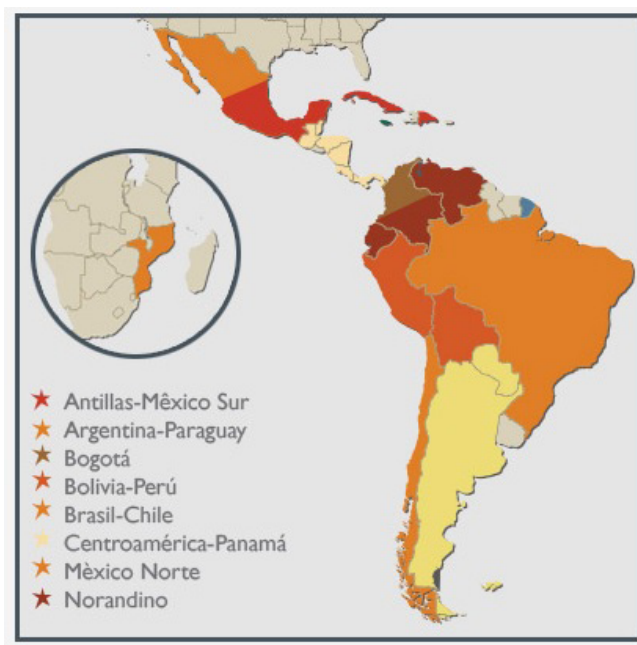 Antillas-Mêxico Sur
Argentina-Paraguay
Bogotá
Bolivia-Perú
Brasil-Chile
Centroamérica-Panamá
Mèxico Norte
Norandino